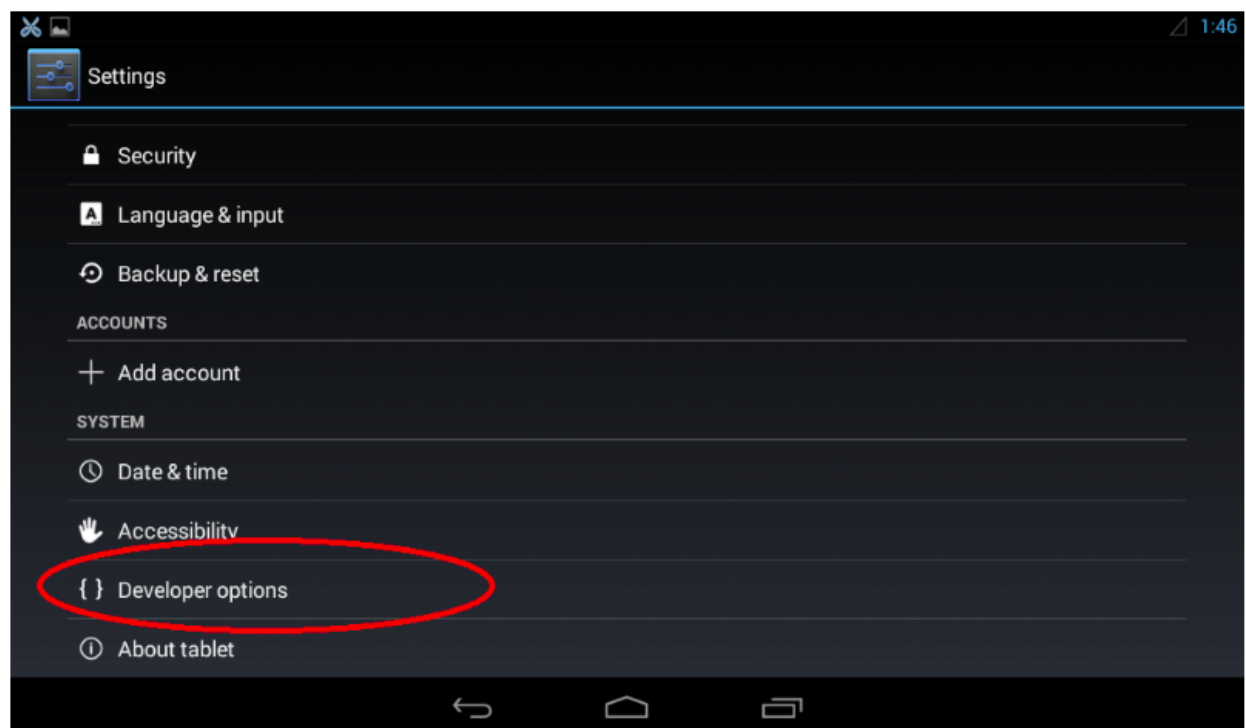 1:46
Settings
Security
Language & input
Backup & reset
ACCOUNTS
Add account
SYSTEM
Date & time
Accessibility
{ } Developer options
About tablet